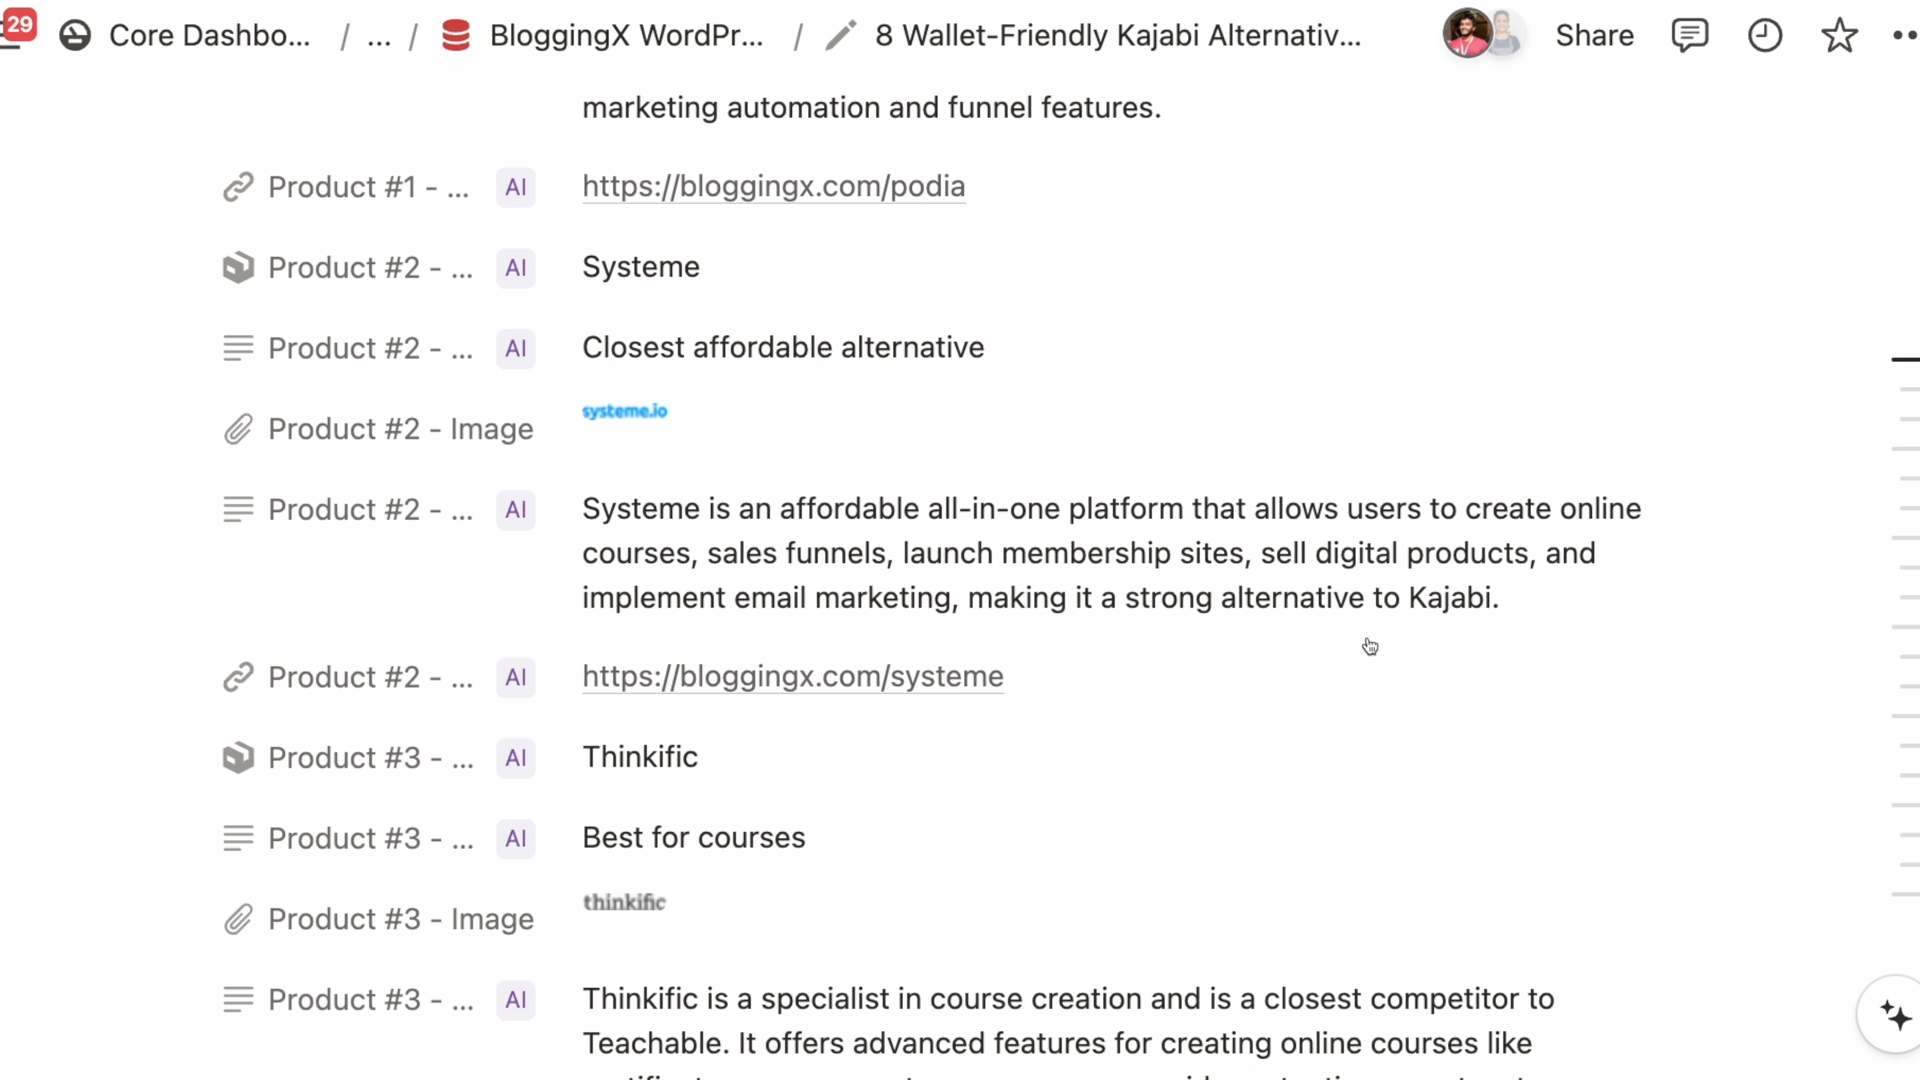 29 Core Dashbo... / ... / BloggingX WordPr... / 8 Wallet-Friendly Kajabi Alternativ... Share
marketing automation and funnel features.
Product #1 - ... AI https://bloggingx.com/podia
Product #2 - ... AI Systeme
Product #2 - ... AI Closest affordable alternative
Product #2 - Image systeme.io
Product #2 - ... AI Systeme is an affordable all-in-one platform that allows users to create online
courses, sales funnels, launch membership sites, sell digital products, and
implement email marketing, making it a strong alternative to Kajabi.
Product #2 - ... AI https://bloggingx.com/systeme
Product #3 - ... AI Thinkific
Product #3 - ... AI Best for courses
Product #3 - Image thinkific
Product #3 - ... AI Thinkific is a specialist in course creation and is a closest competitor to
Teachable. It offers advanced features for creating online courses like